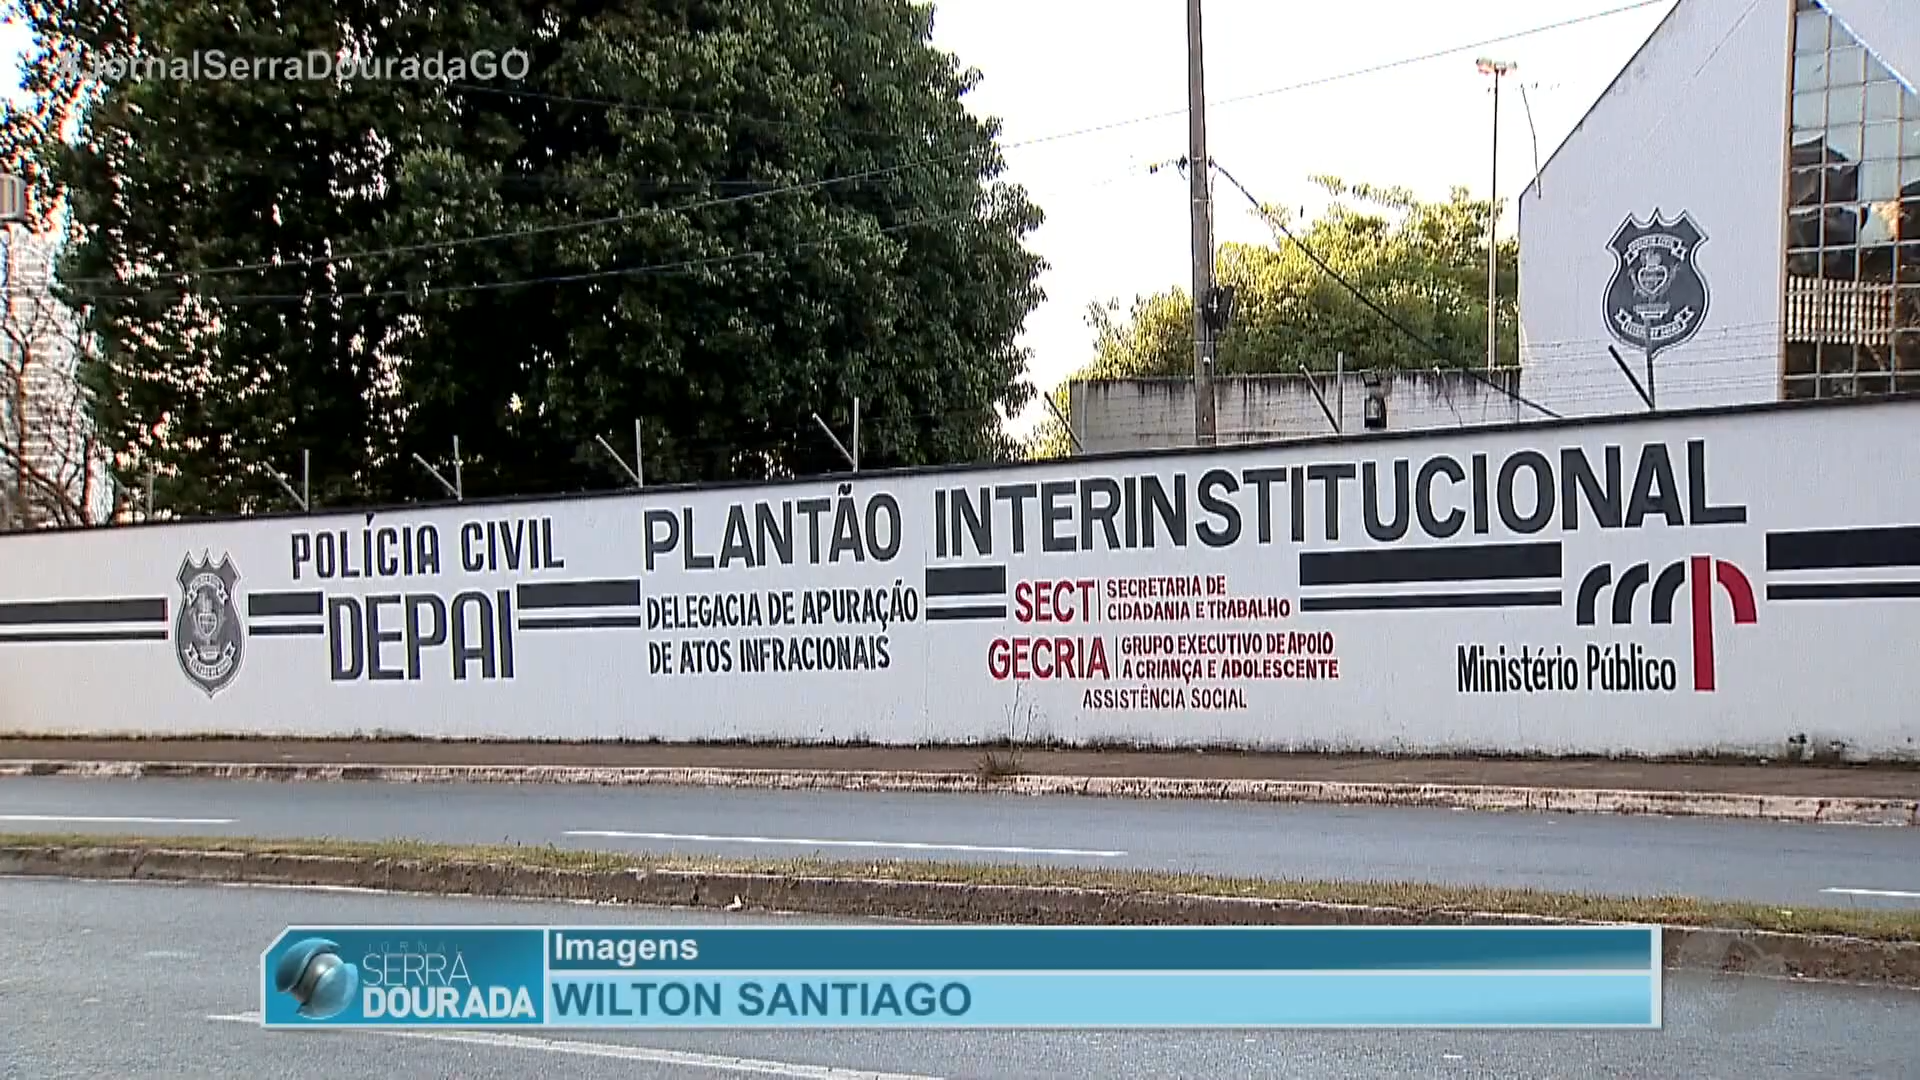 #JornalSerraDouradaGO
POLÍCIA CIVIL
DEPAI
PLANTÃO INTERINSTITUCIONAL
DELEGACIA DE APURAÇÃO
DE ATOS INFRACIONAIS
SECT SECRETARIA DE
CIDADANIA E TRABALHO
GECRIA GRUPO EXECUTIVO DE APOIO
A CRIANÇA E ADOLESCENTE
ASSISTÊNCIA SOCIAL
mp
Ministério Público
JORNAL
SERRA
DOURADA
Imagens
WILTON SANTIAGO